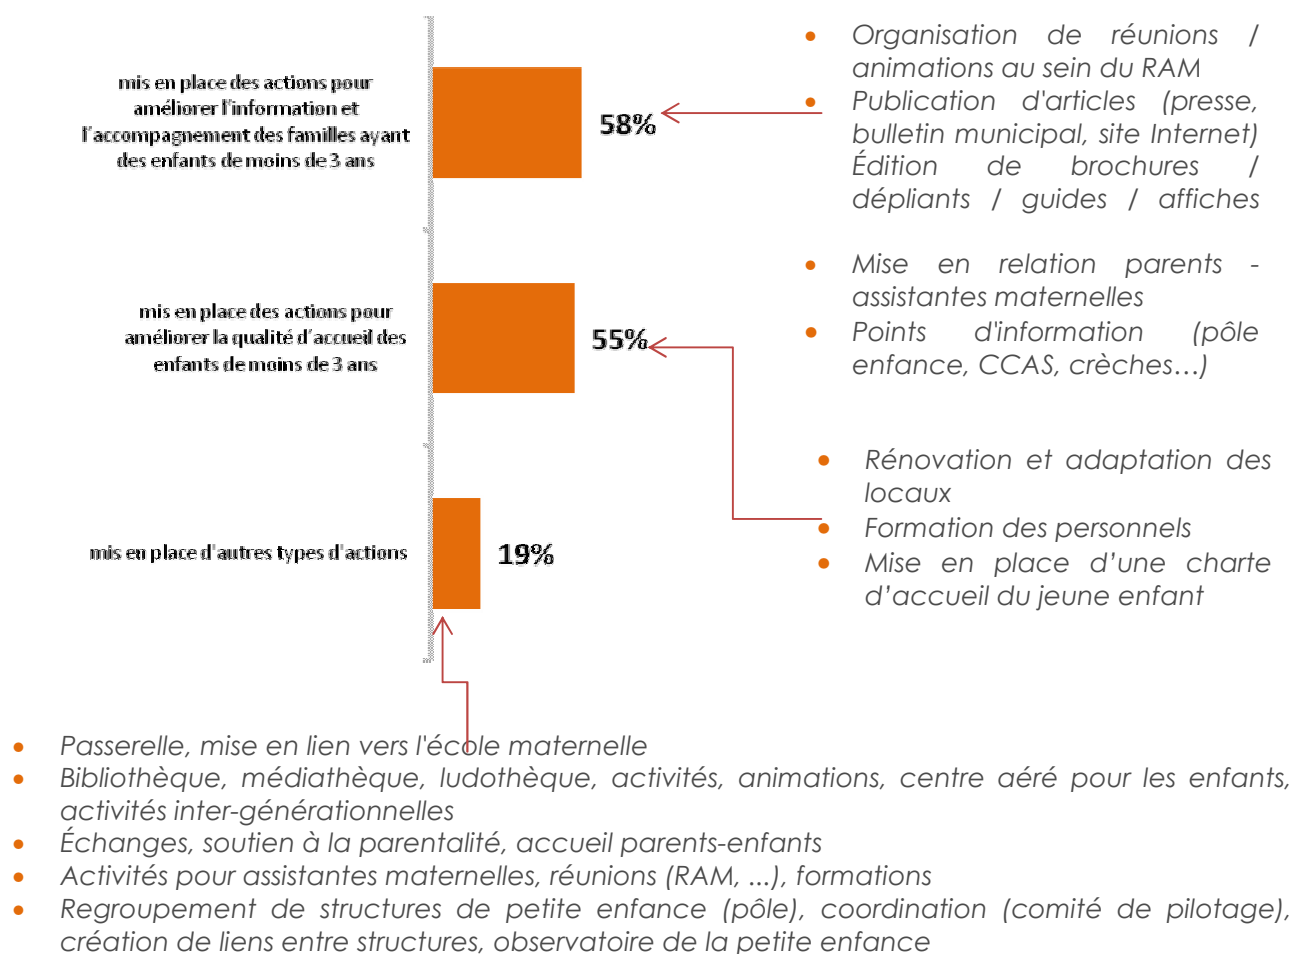 mis en place des actions pour
améliorer l'information et
l'accompagnement des familles ayant
des enfants de moins de 3 ans
58%
• Organisation de réunions /
animations au sein du RAM
• Publication d'articles (presse,
bulletin municipal, site Internet)
Édition de brochures /
dépliants / guides / affiches
• Mise en relation parents -
assistantes maternelles
• Points d'information (pôle
enfance, CCAS, crèches…)
mis en place des actions pour
améliorer la qualité d'accueil des
enfants de moins de 3 ans
55%
• Rénovation et adaptation des
locaux
• Formation des personnels
• Mise en place d’une charte
d’accueil du jeune enfant
mis en place d'autres types d'actions
19%
• Passerelle, mise en lien vers l'école maternelle
• Bibliothèque, médiathèque, ludothèque, activités, animations, centre aéré pour les enfants,
activités inter-générationnelles
• Échanges, soutien à la parentalité, accueil parents-enfants
• Activités pour assistantes maternelles, réunions (RAM, ...), formations
• Regroupement de structures de petite enfance (pôle), coordination (comité de pilotage),
création de liens entre structures, observatoire de la petite enfance